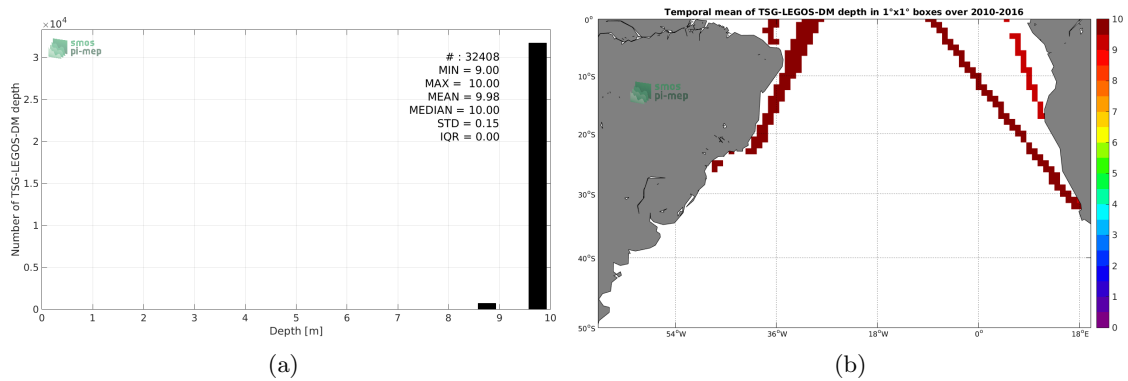 ×10⁴
smos
pi-mep
# : 32408
MIN = 9.00
MAX = 10.00
MEAN = 9.98
MEDIAN = 10.00
STD = 0.15
IQR = 0.00
3
2.5
2
1.5
1
0.5
0
Number of TSG-LEGOS-DM depth
0 1 2 3 4 5 6 7 8 9 10
Depth [m]
(a)
Temporal mean of TSG-LEGOS-DM depth in 1°x1° boxes over 2010-2016
smos
pi-mep
0°
10°S
20°S
30°S
40°S
50°S
54°W 36°W 18°W 0° 18°E
10
9
8
7
6
5
4
3
2
1
0
(b)